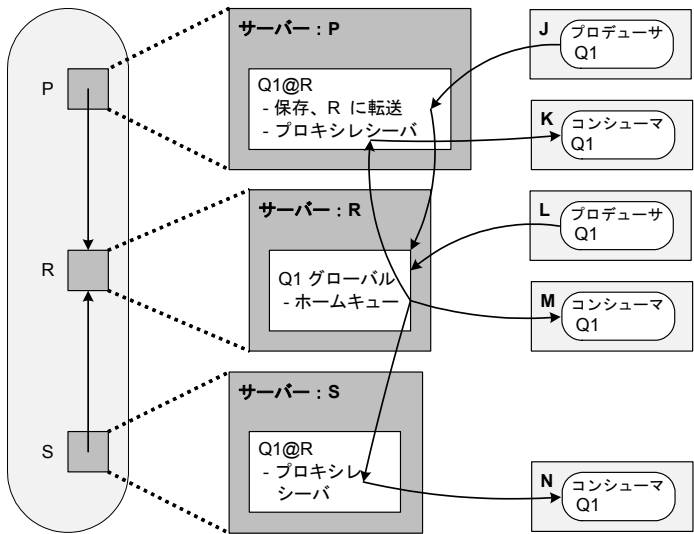 P
R
S
サーバー：P
Q1@R
- 保存、R に転送
- プロキシレシーバ
サーバー：R
Q1 グローバル
- ホームキュー
サーバー：S
Q1@R
- プロキシレ
シーバ
J
プロデューサ
Q1
K
コンシューマ
Q1
L
プロデューサ
Q1
M
コンシューマ
Q1
N
コンシューマ
Q1